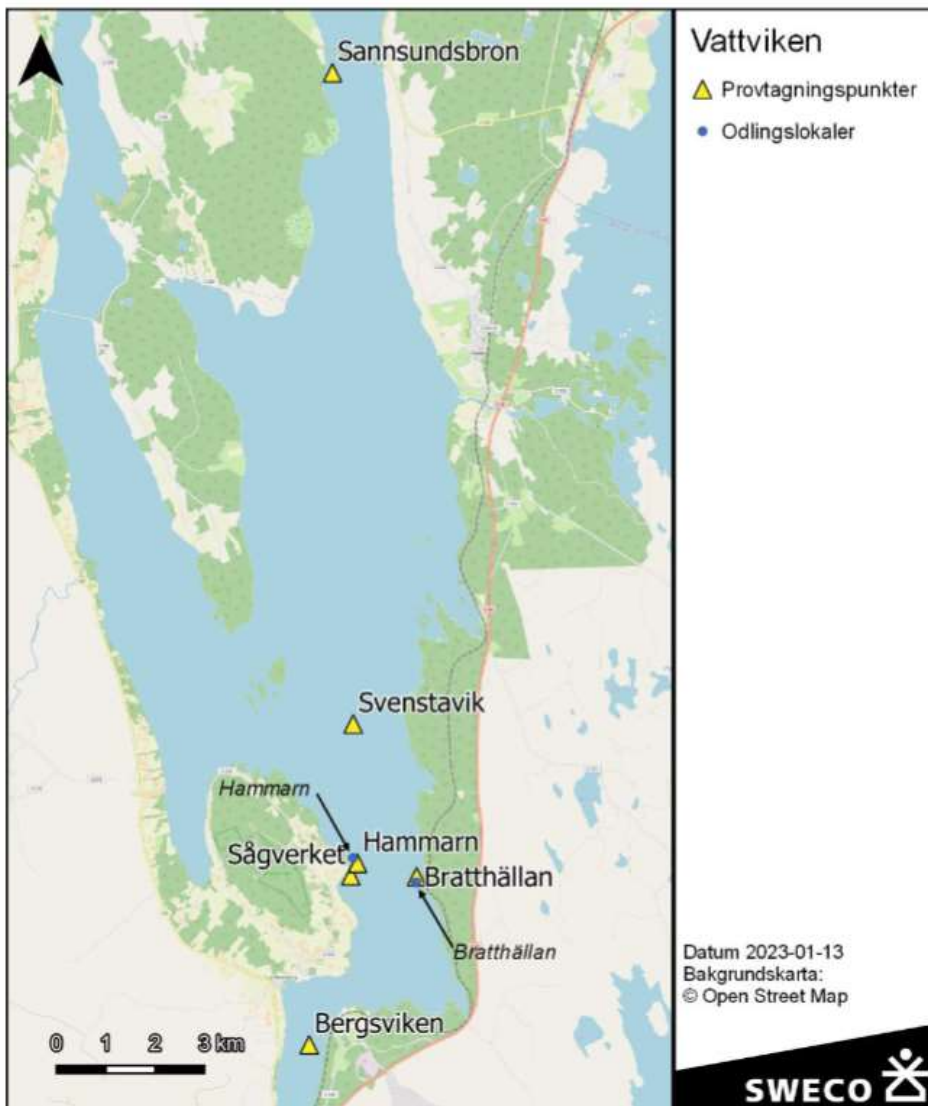 Vattviken
Provtagningspunkter
Odlingslokaler
Sannsundsbron
Svenstavik
Hammarn
Hammarn
Sågverket
Bratthällan
Bratthällan
Bergsviken
0 1 2 3 km
Datum 2023-01-13
Bakgrundskarta:
© Open Street Map
SWECO